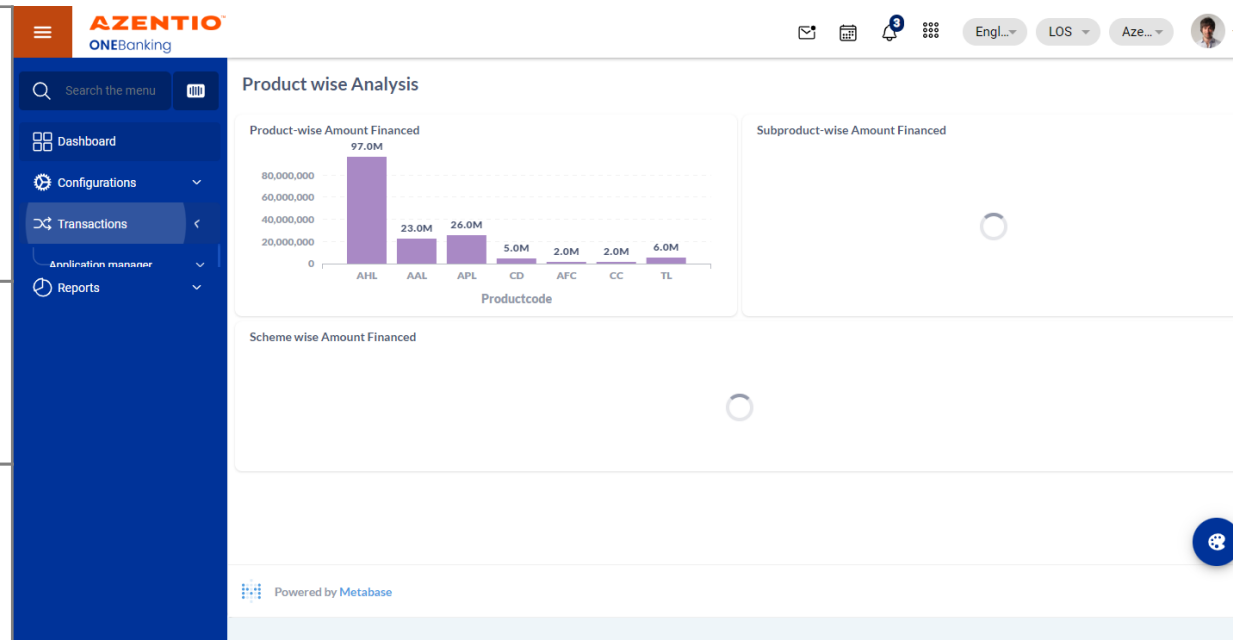 AZENTIO
ONEBanking
3
Engl...
LOS
Aze...
Search the menu
Dashboard
Configurations
Transactions
Application manager
Reports
Product wise Analysis
Product-wise Amount Financed
97.0M
80,000,000
60,000,000
40,000,000
20,000,000
0
23.0M
26.0M
5.0M
2.0M
2.0M
6.0M
AHL AAL APL CD AFC CC TL
Productcode
Subproduct-wise Amount Financed
Scheme wise Amount Financed
Powered by Metabase